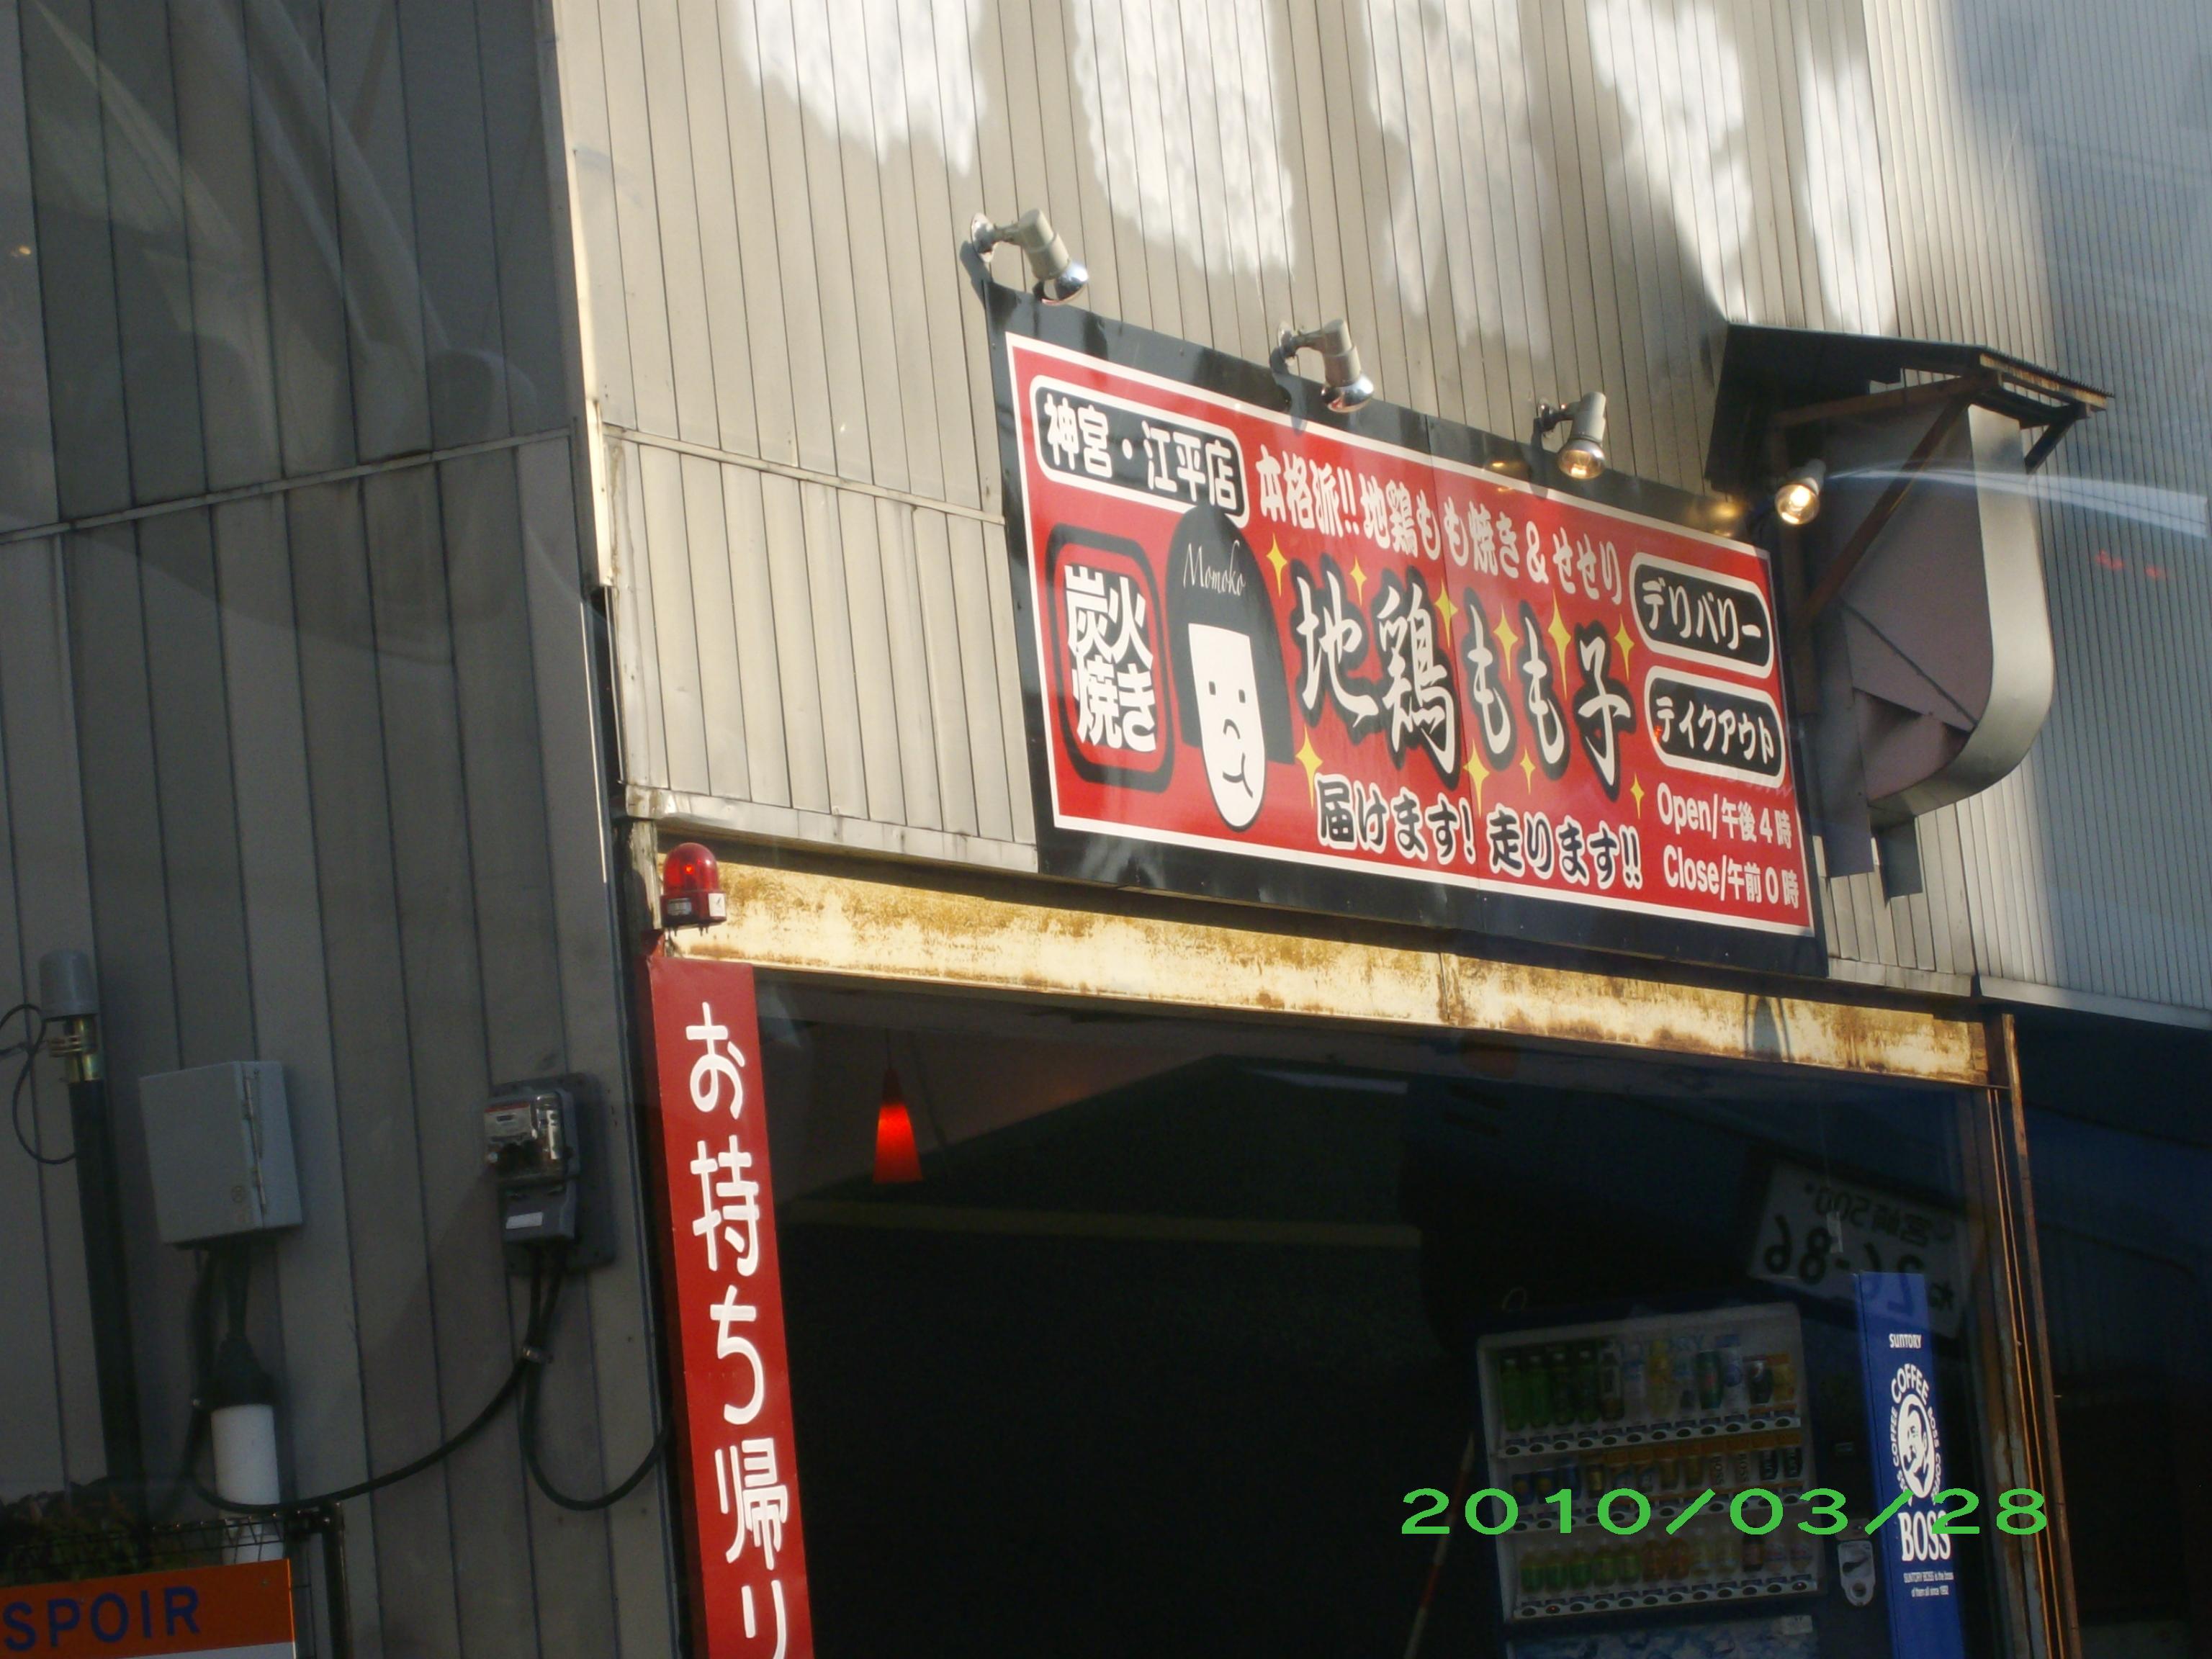 神宮・江平店
本格派!!地鶏もも焼き&せせり
炭火
焼き
Momoko
地鶏もも子
デリバリー
テイクアウト
届けます!走ります!!
Open/午後4時
Close/午前0時
お持ち帰り
SUNTORY
COFFEE
BOSS
SPOIR
2010/03/28